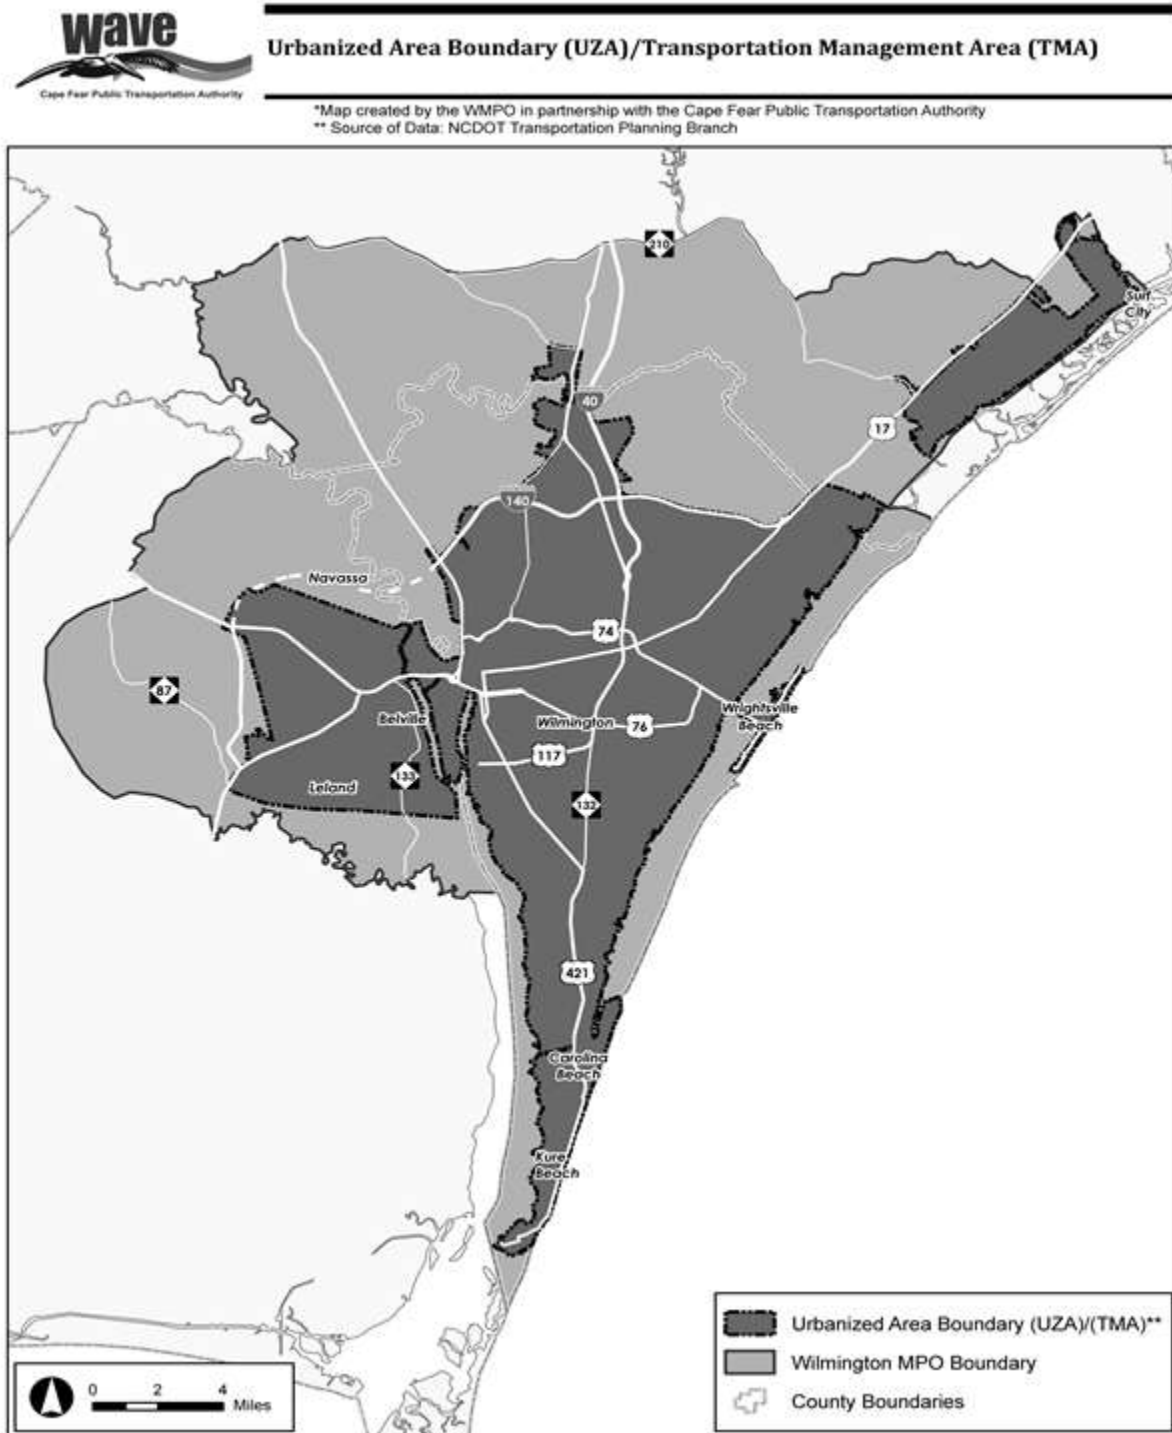 wave
Cape Fear Public Transportation Authority
Urbanized Area Boundary (UZA)/Transportation Management Area (TMA)
*Map created by the WMPO in partnership with the Cape Fear Public Transportation Authority
** Source of Data: NCDOT Transportation Planning Branch
210
Surf
City
40
17
140
Navassa
74
87
Belville
Wilmington
76
Wrightsville
Beach
117
133
Leland
132
421
Carolina
Beach
Kure
Beach
Urbanized Area Boundary (UZA)/(TMA)**
Wilmington MPO Boundary
County Boundaries
0 2 4
Miles